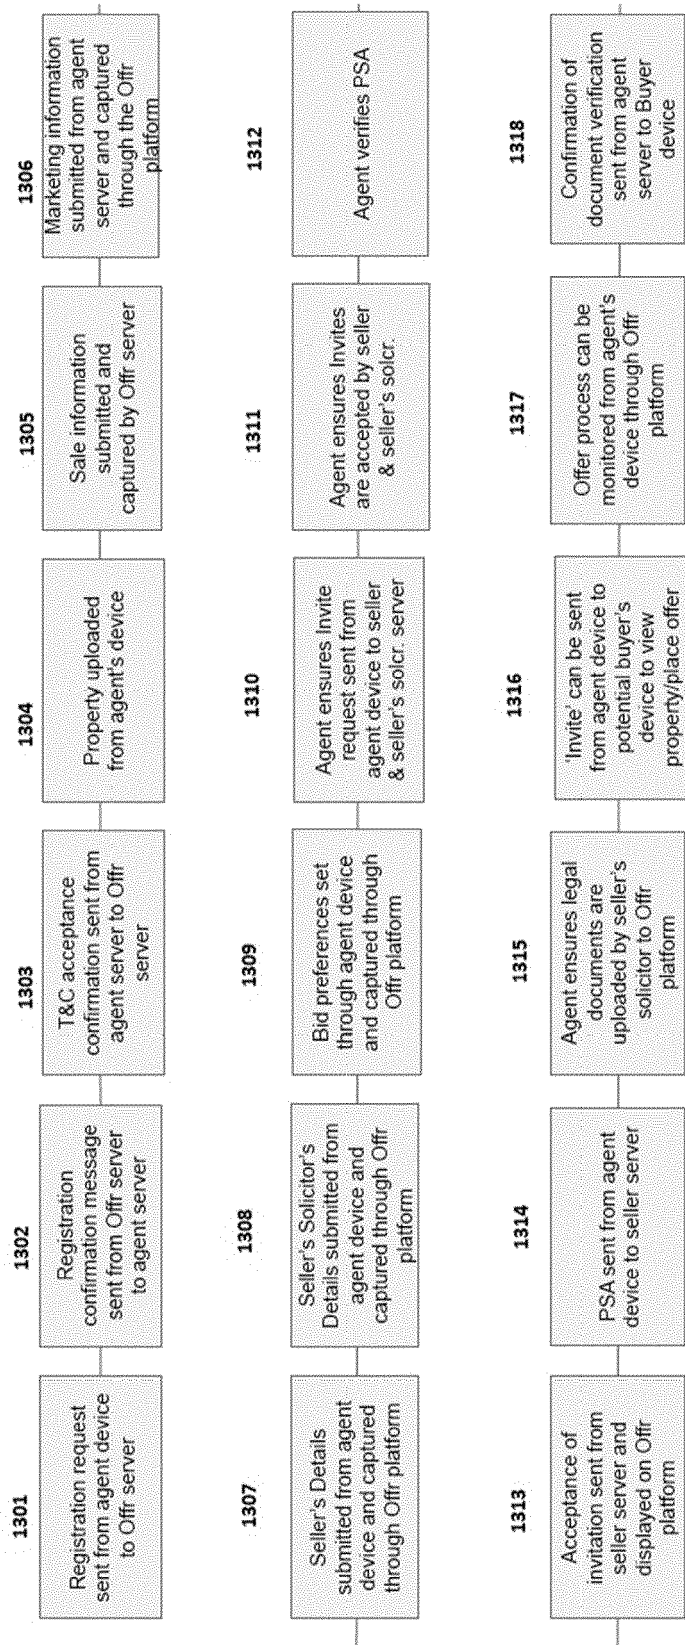 1301
Registration request
sent from agent device
to Offr server
1302
Registration
confirmation message
sent from Offr server
to agent server
1303
T&C acceptance
confirmation sent from
agent server to Offr
server
1304
Property uploaded
from agent's device
1305
Sale information
submitted and
captured by Offr server
1306
Marketing information
submitted from agent
server and captured
through the Offr
platform
1307
Seller's Details
submitted from agent
device and captured
through Offr platform
1308
Seller's Solicitor's
Details submitted from
agent device and
captured through Offr
platform
1309
Bid preferences set
through agent device
and captured through
Offr platform
1310
Agent ensures Invite
request sent from
agent device to seller
& seller's solcr. server
1311
Agent ensures Invites
are accepted by seller
& seller's solcr.
1312
Agent verifies PSA
1313
Acceptance of
invitation sent from
seller server and
displayed on Offr
platform
1314
PSA sent from agent
device to seller server
1315
Agent ensures legal
documents are
uploaded by seller's
solicitor to Offr
platform
1316
'Invite' can be sent
from agent device to
potential buyer's
device to view
property/place offer
1317
Offer process can be
monitored from agent's
device through Offr
platform
1318
Confirmation of
document verification
sent from agent
server to Buyer
device